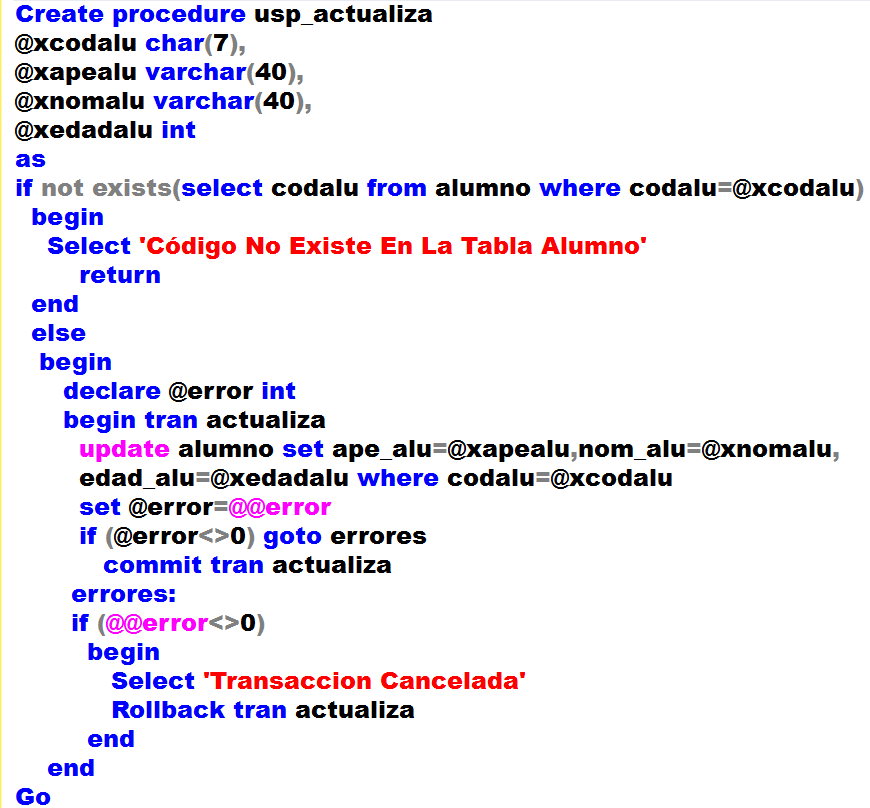 Create procedure usp_actualiza
@xcodalu char(7),
@xapealu varchar(40),
@xnomalu varchar(40),
@xedadalu int
as
if not exists(select codalu from alumno where codalu=@xcodalu)
begin
Select 'Código No Existe En La Tabla Alumno'
return
end
else
begin
declare @error int
begin tran actualiza
update alumno set ape_alu=@xapealu,nom_alu=@xnomalu,
edad_alu=@xedadalu where codalu=@xcodalu
set @error=@@error
if (@error<>0) goto errores
commit tran actualiza
errores:
if (@@error<>0)
begin
Select 'Transaccion Cancelada'
Rollback tran actualiza
end
end
Go